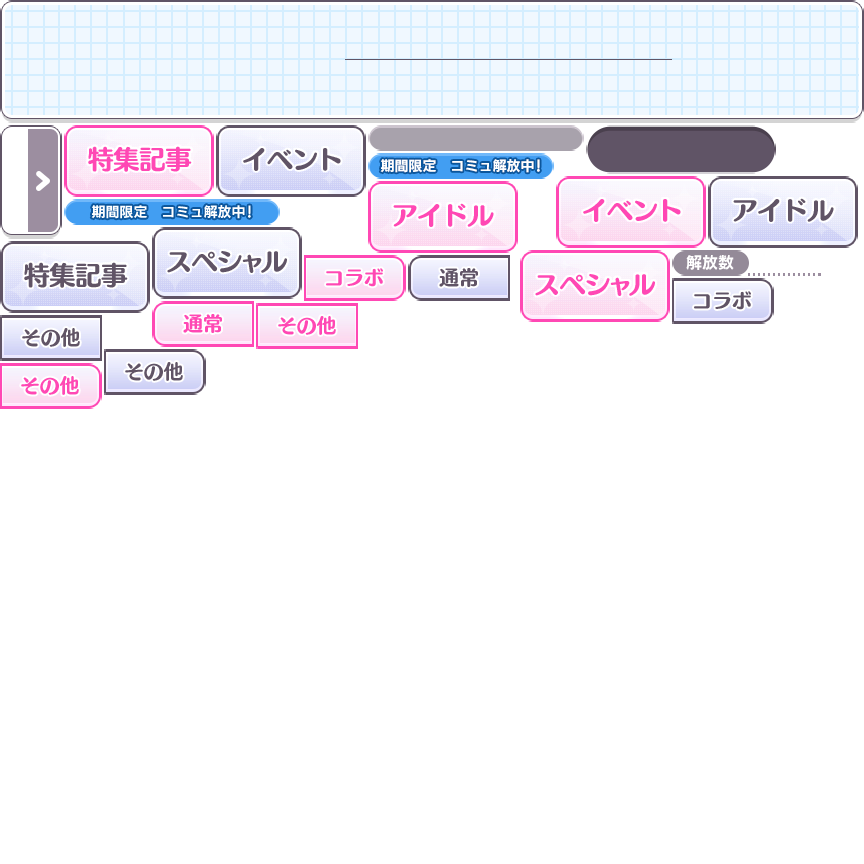 特集記事
イベント
期間限定　コミュ解放中!
期間限定　コミュ解放中!
アイドル
イベント
アイドル
特集記事
スペシャル
コラボ
通常
スペシャル
解放数
コラボ
その他
通常
その他
その他
その他